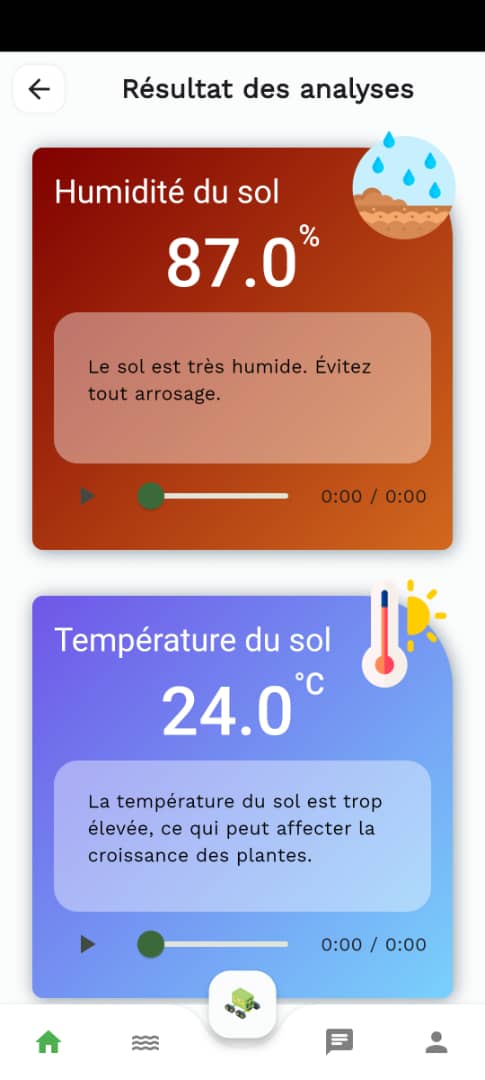 Résultat des analyses
Humidité du sol
87.0%
Le sol est très humide. Évitez
tout arrosage.
0:00 / 0:00
Température du sol
24.0°C
La température du sol est trop
élevée, ce qui peut affecter la
croissance des plantes.
0:00 / 0:00